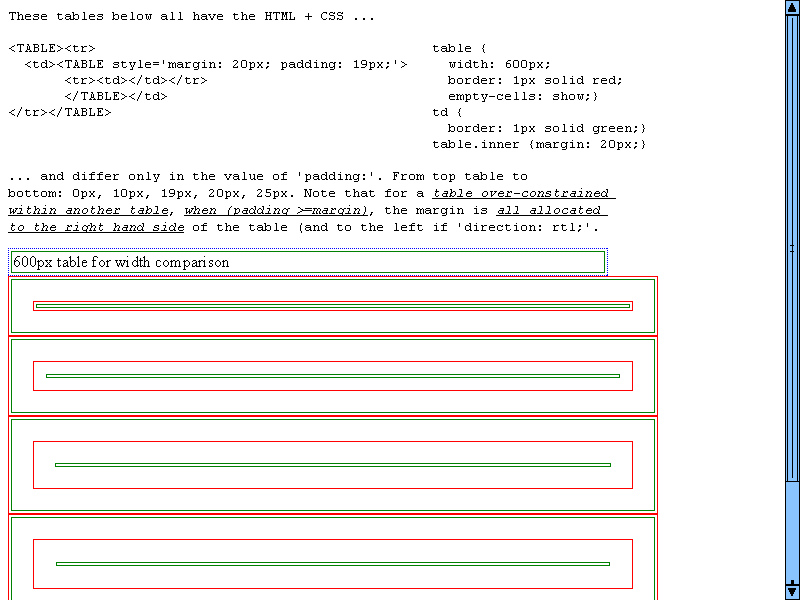 These tables below all have the HTML + CSS ...
<TABLE><tr>                                          table {
  <td><TABLE style='margin: 20px; padding: 19px;'>     width: 600px;
       <tr><td></td></tr>                              border: 1px solid red;
       </TABLE></td>                                   empty-cells: show;}
</tr></TABLE>                                        td {
                                                       border: 1px solid green;}
                                                     table.inner {margin: 20px;}
... and differ only in the value of 'padding:'. From top table to
bottom: 0px, 10px, 19px, 20px, 25px. Note that for a table over-constrained
within another table, when (padding >=margin), the margin is all allocated
to the right hand side of the table (and to the left if 'direction: rtl;'.
600px table for width comparison